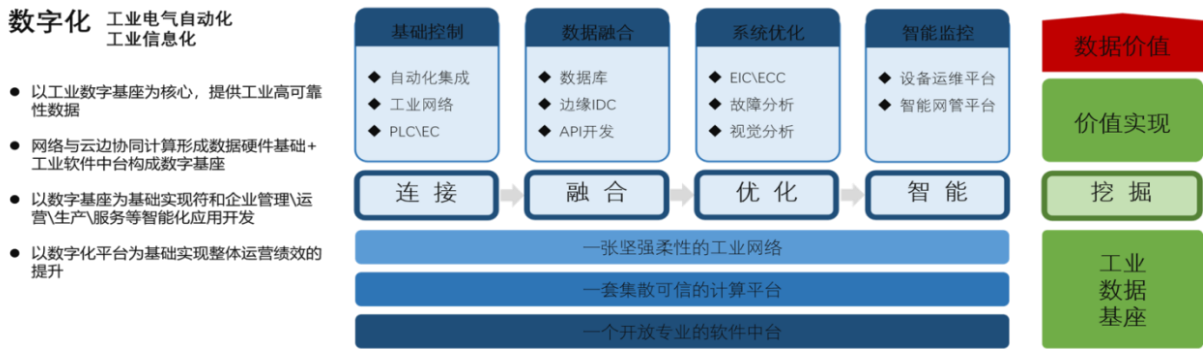 数字化
工业电气自动化
工业信息化
● 以工业数字基座为核心，提供工业高可靠
性数据
● 网络与云边协同计算形成数据硬件基础+
工业软件中台构成数字基座
● 以数字基座为基础实现符和企业管理\运
营\生产\服务等智能化应用开发
● 以数字化平台为基础实现整体运营绩效的
提升
基础控制
◆ 自动化集成
◆ 工业网络
◆ PLC\EC
数据融合
◆ 数据库
◆ 边缘IDC
◆ API开发
系统优化
◆ EIC\ECC
◆ 故障分析
◆ 视觉分析
智能监控
◆ 设备运维平台
◆ 智能网管平台
连 接
融 合
优 化
智 能
一张坚强柔性的工业网络
一套集散可信的计算平台
一个开放专业的软件中台
数据价值
价值实现
挖 掘
工业
数据
基座